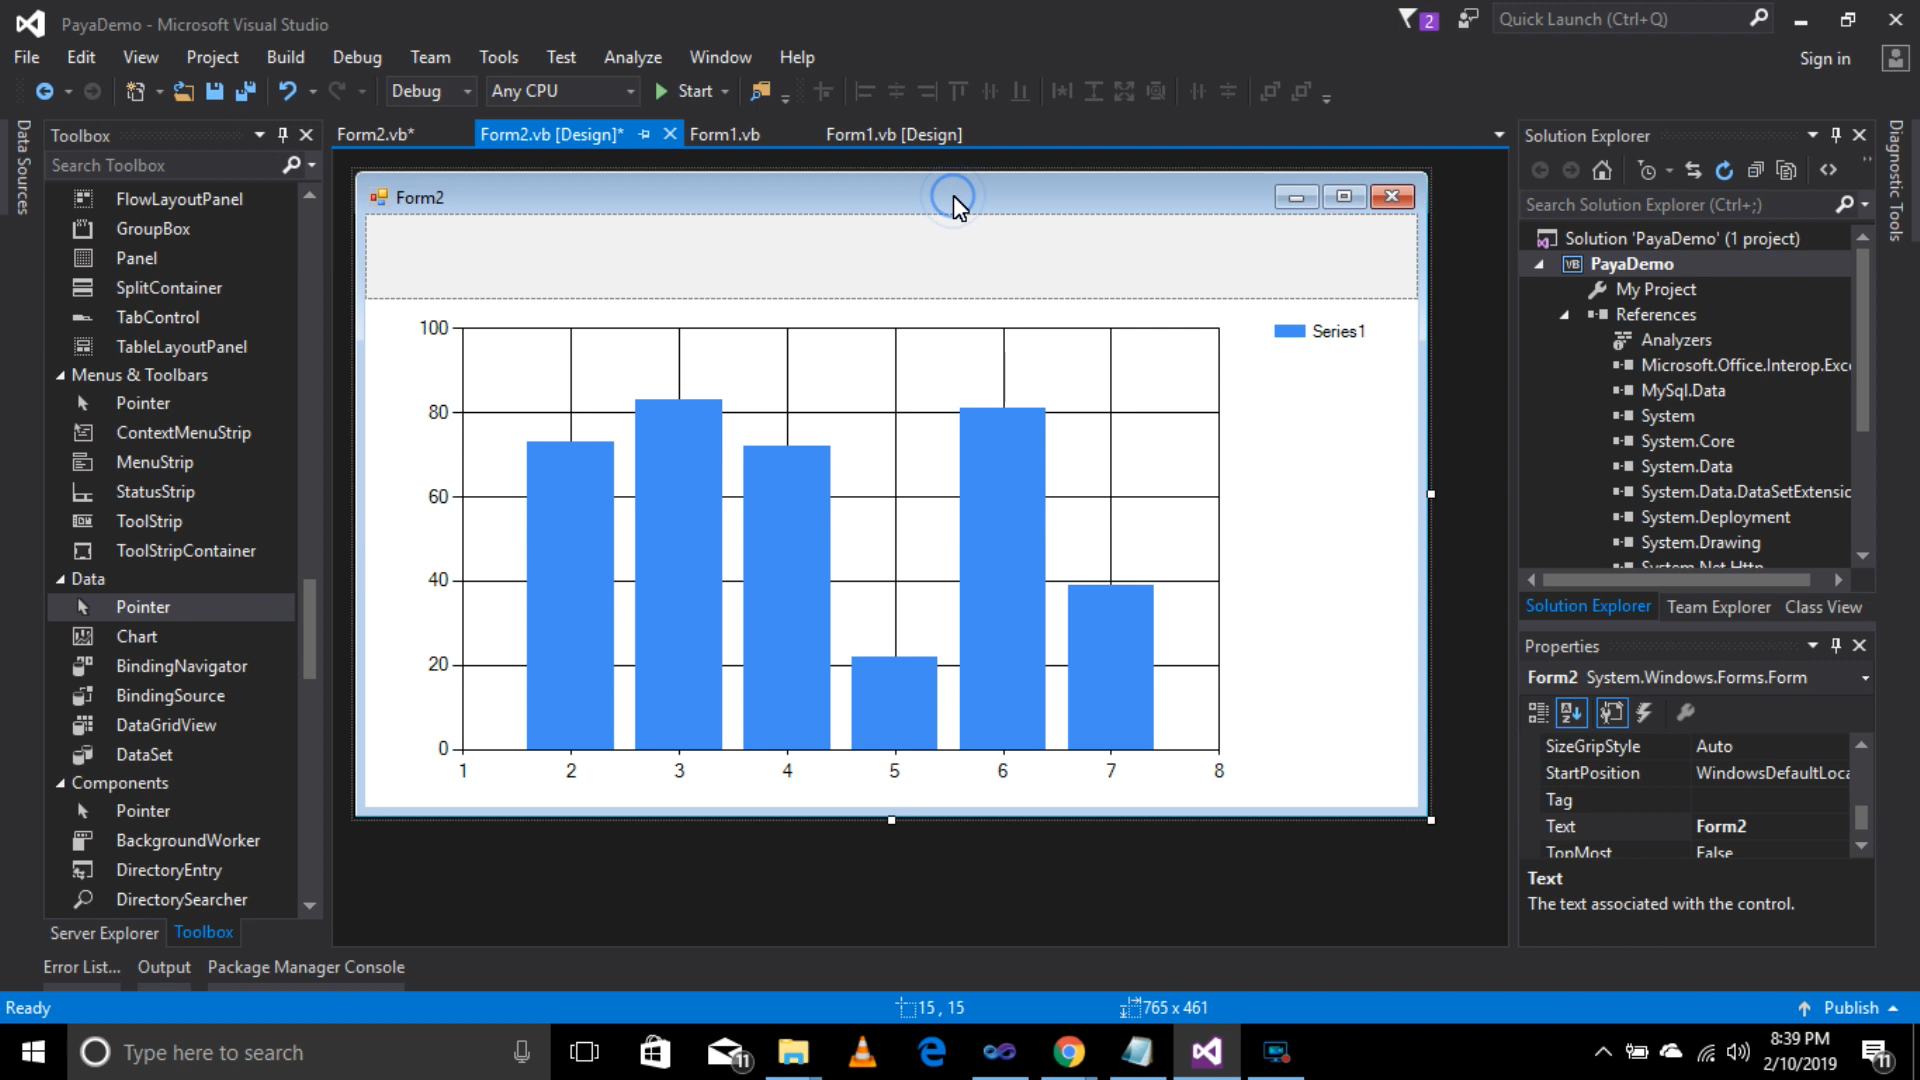 PayaDemo - Microsoft Visual Studio
2
Quick Launch (Ctrl+Q)
File Edit View Project Build Debug Team Tools Test Analyze Window Help
Sign in
Debug Any CPU Start
Data Sources
Toolbox
Search Toolbox
FlowLayoutPanel
GroupBox
Panel
SplitContainer
TabControl
TableLayoutPanel
Menus & Toolbars
Pointer
ContextMenuStrip
MenuStrip
StatusStrip
ToolStrip
ToolStripContainer
Data
Pointer
Chart
BindingNavigator
BindingSource
DataGridView
DataSet
Components
Pointer
BackgroundWorker
DirectoryEntry
DirectorySearcher
Server Explorer Toolbox
Form2.vb* Form2.vb [Design]* Form1.vb Form1.vb [Design]
Form2
100
80
60
40
20
0
1 2 3 4 5 6 7 8
Series1
Solution Explorer
Search Solution Explorer (Ctrl+;)
Solution 'PayaDemo' (1 project)
VB PayaDemo
My Project
References
Analyzers
Microsoft.Office.Interop.Exc
MySql.Data
System
System.Core
System.Data
System.Data.DataSetExtensic
System.Deployment
System.Drawing
System.Net.Http
Solution Explorer Team Explorer Class View
Diagnostic Tools
Properties
Form2 System.Windows.Forms.Form
SizeGripStyle Auto
StartPosition WindowsDefaultLoca
Tag
Text Form2
TopMost False
Text
The text associated with the control.
Error List... Output Package Manager Console
Ready
15 , 15
765 x 461
Publish
Type here to search
11
8:39 PM
2/10/2019
11